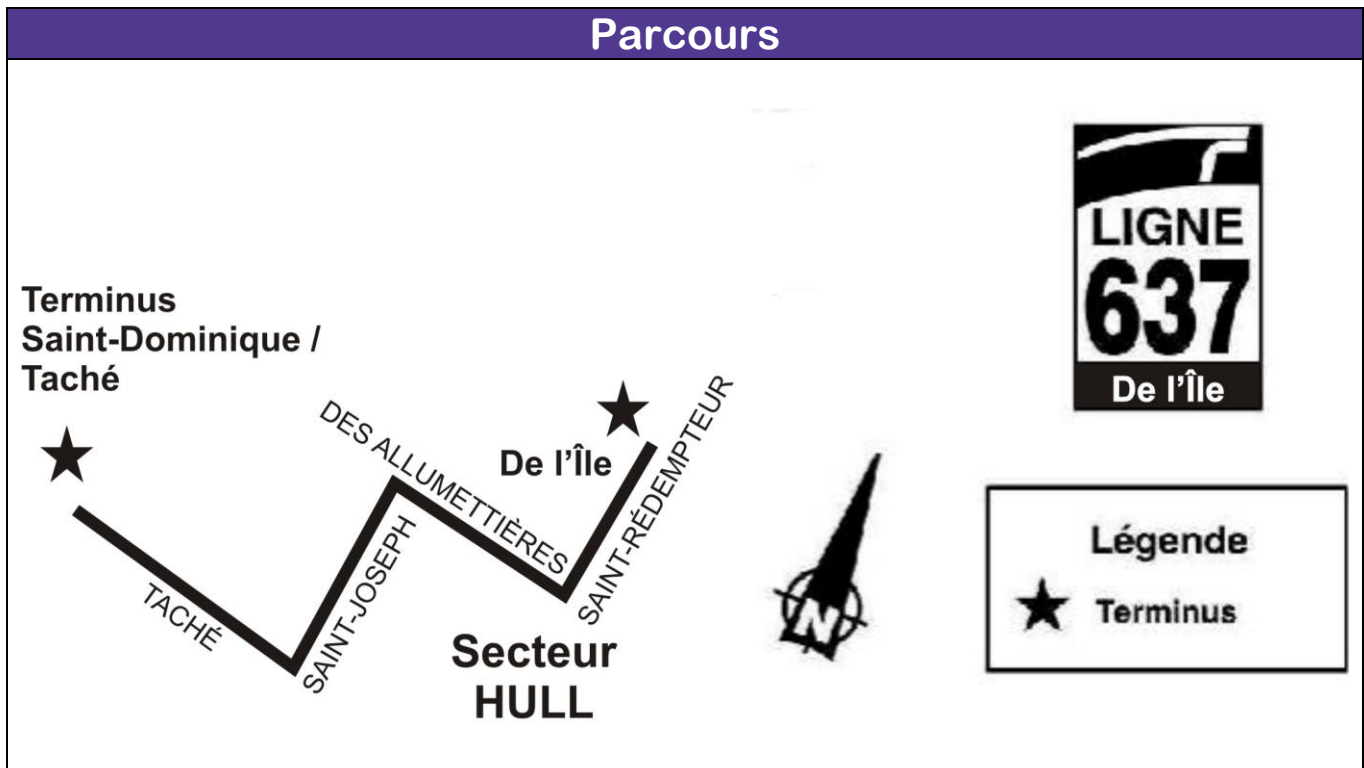 Parcours
LIGNE
637
De l'Île
Terminus
Saint-Dominique /
Taché
DES ALLUMETTIÈRES
De l'Île
SAINT-RÉDEMPTEUR
SAINT-JOSEPH
TACHÉ
Secteur
HULL
N
Légende
Terminus